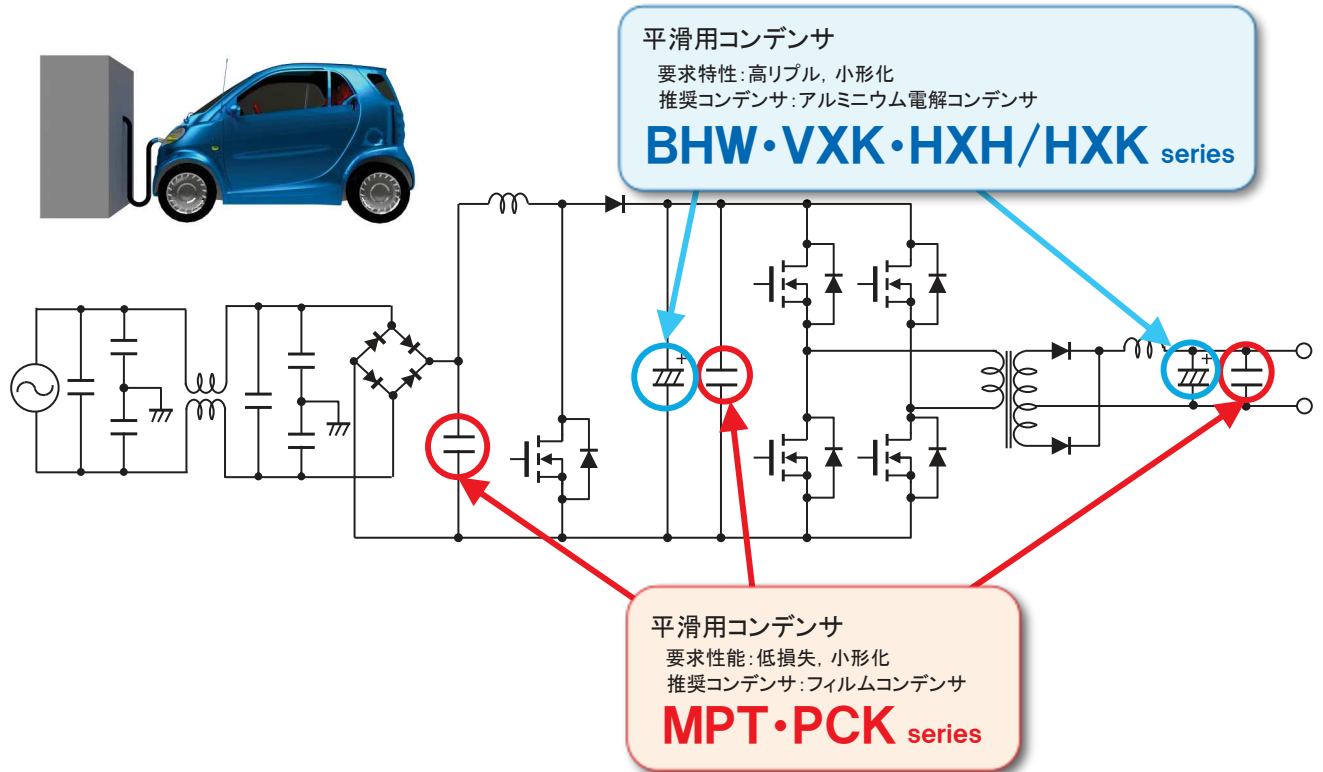 平滑用コンデンサ
要求特性：高リプル, 小形化
推奨コンデンサ：アルミニウム電解コンデンサ
BHW・VXK・HXH/HXK series
+
+
平滑用コンデンサ
要求性能：低損失, 小形化
推奨コンデンサ：フィルムコンデンサ
MPT・PCK series